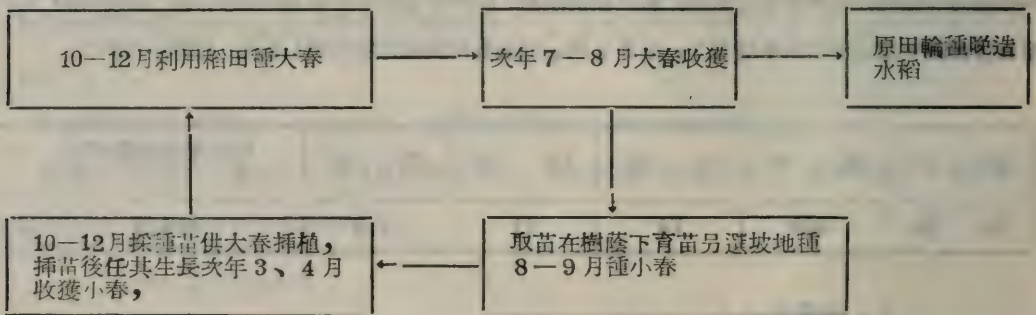 10—12月利用稻田種大春
次年7—8月大春收獲
原田輪種晚造
水稻
10—12月採種苗供大春挿植，
挿苗後任其生長次年3、4月
收獲小春，
取苗在樹蔭下育苗另選坡地種
8—9月種小春